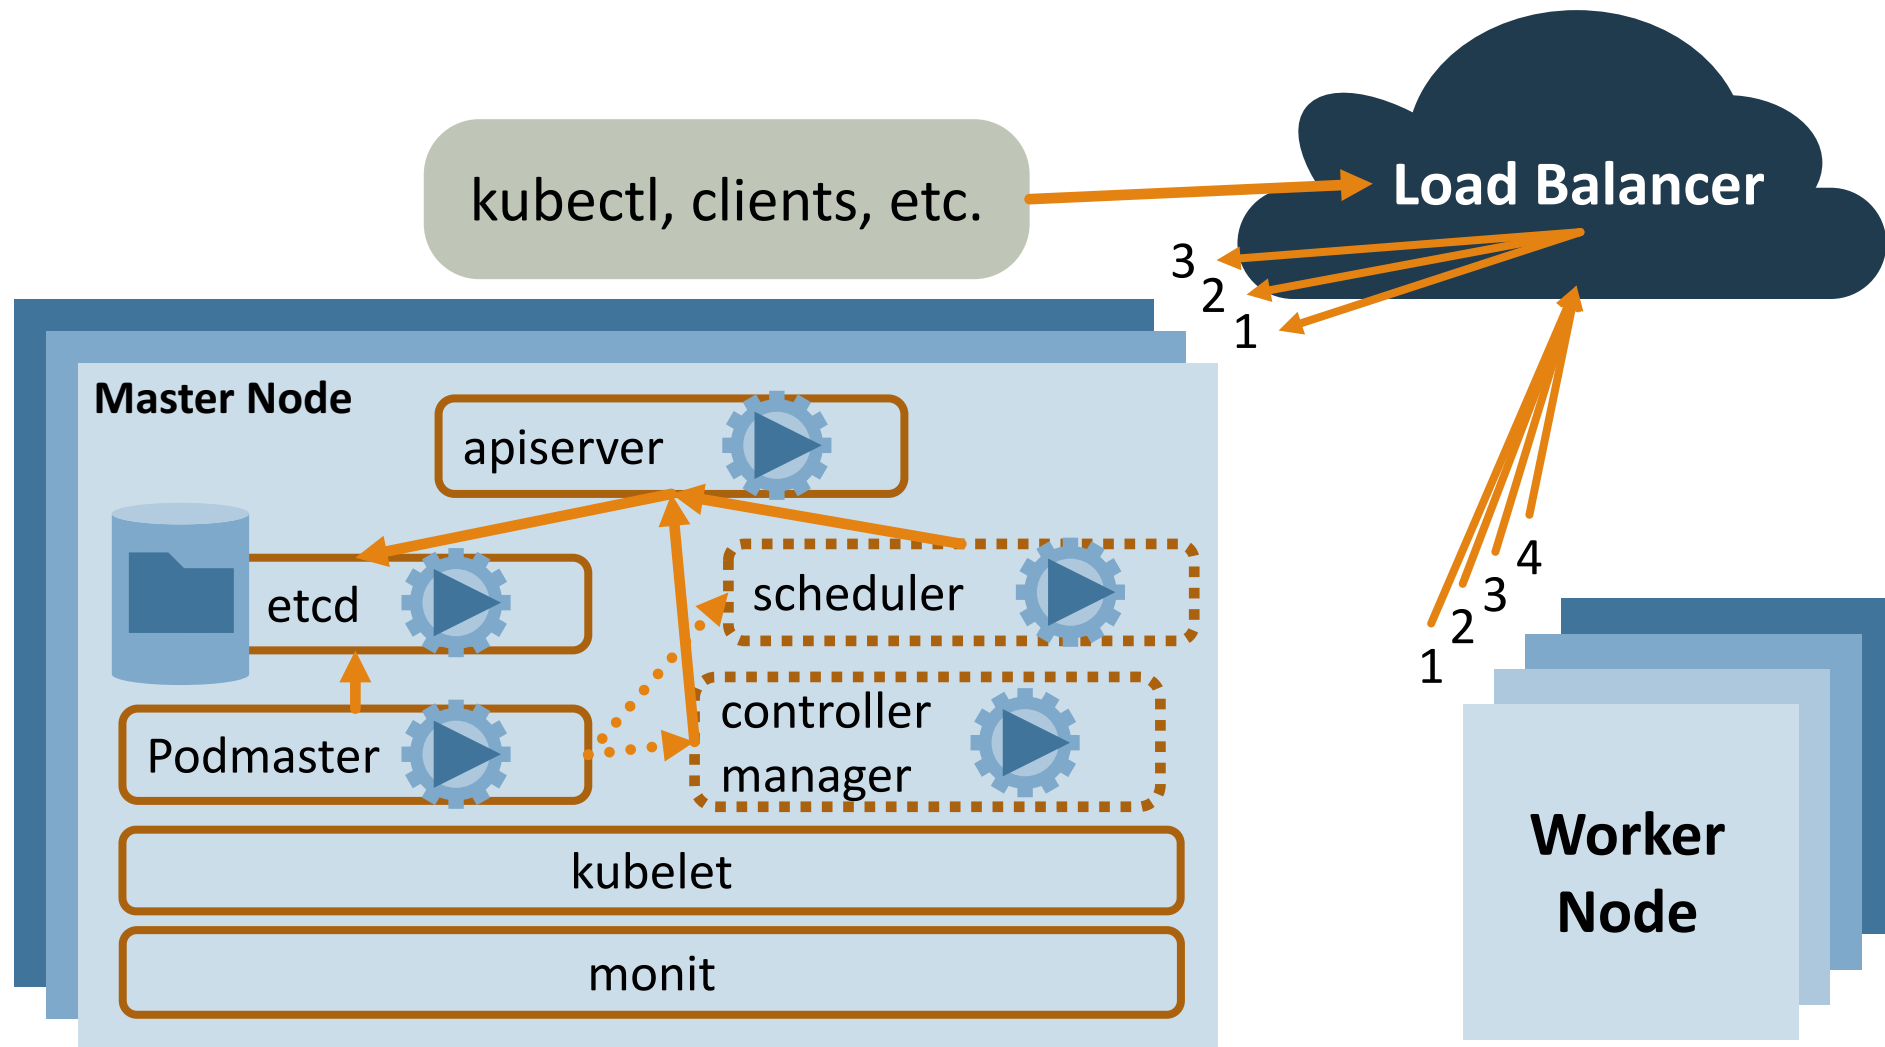 kubectl, clients, etc.
Load Balancer
3
2
1
Master Node
apiserver
etcd
scheduler
Podmaster
controller
manager
kubelet
monit
4
3
2
1
Worker
Node